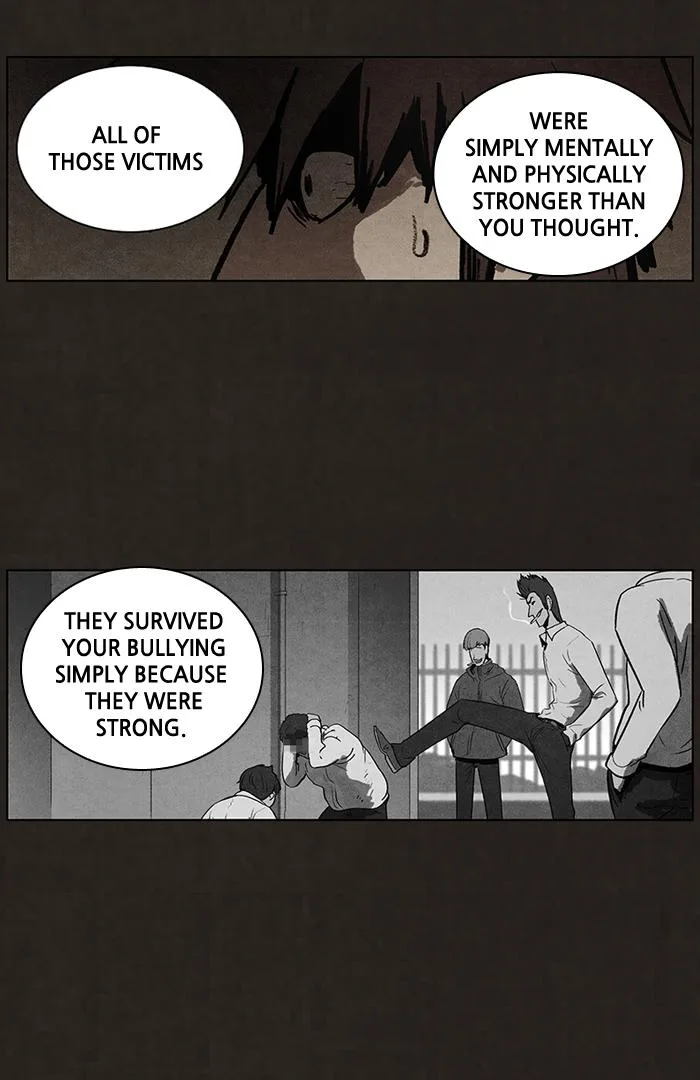 ALL OF
THOSE VICTIMS
WERE
SIMPLY MENTALLY
AND PHYSICALLY
STRONGER THAN
YOU THOUGHT.
THEY SURVIVED
YOUR BULLYING
SIMPLY BECAUSE
THEY WERE
STRONG.